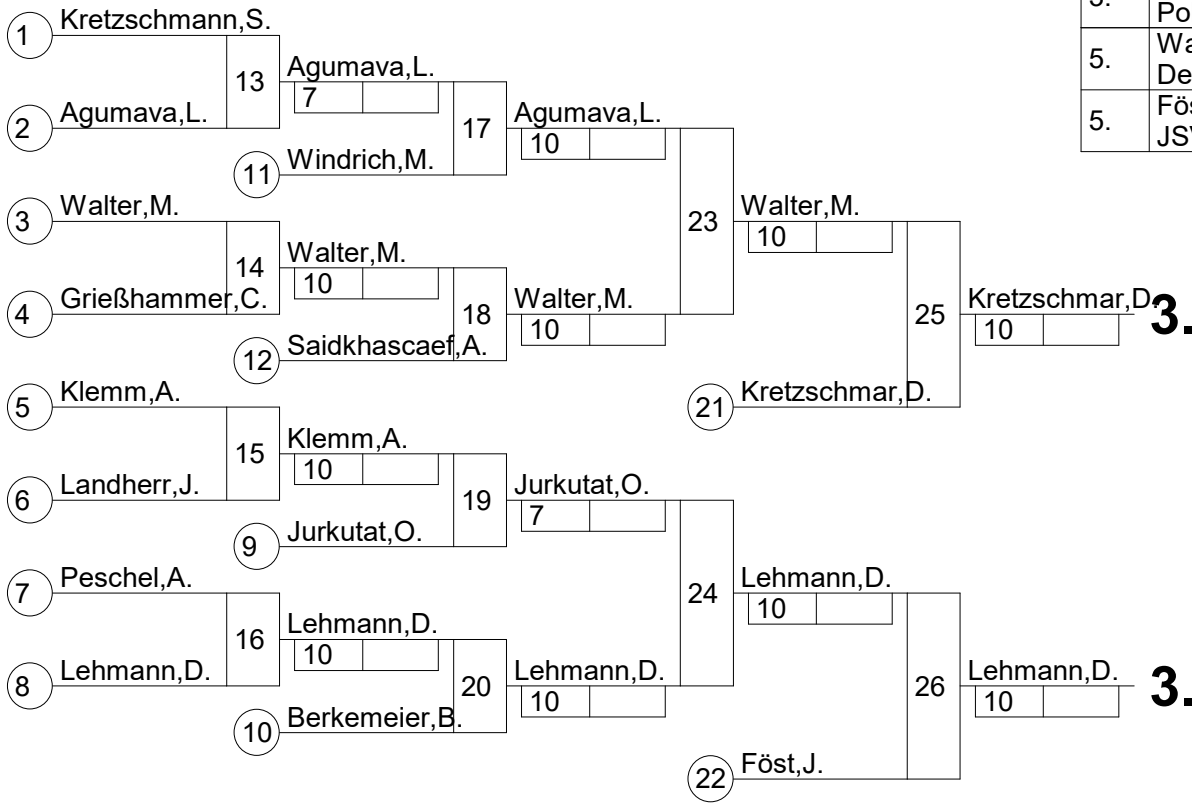 1 Kretzschmann,S.
13
2 Agumava,L.
Agumava,L.
7
17
11 Windrich,M.
Agumava,L.
10
3 Walter,M.
14
4 Grießhammer,C.
Walter,M.
10
18
12 Saidkhascaef,A.
Walter,M.
10
23
Walter,M.
10
25
21 Kretzschmar,D.
Kretzschmar,D.
10
3.
5 Klemm,A.
15
6 Landherr,J.
Klemm,A.
10
19
9 Jurkutat,O.
Jurkutat,O.
7
7 Peschel,A.
16
8 Lehmann,D.
Lehmann,D.
10
20
10 Berkemeier,B.
Lehmann,D.
10
24
Lehmann,D.
10
26
22 Föst,J.
Lehmann,D.
10
3.
5.
5.